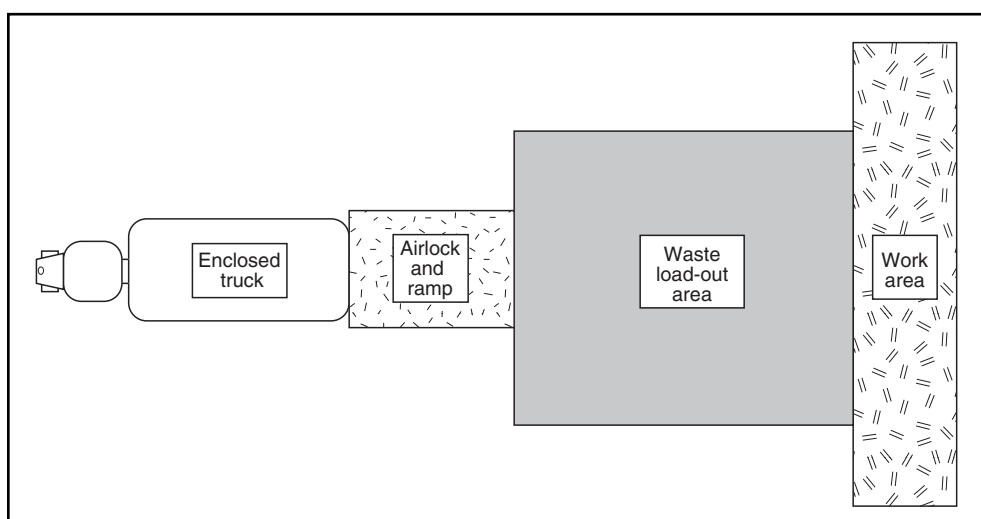 Enclosed
truck
Airlock
and
ramp
Waste
load-out
area
Work
area